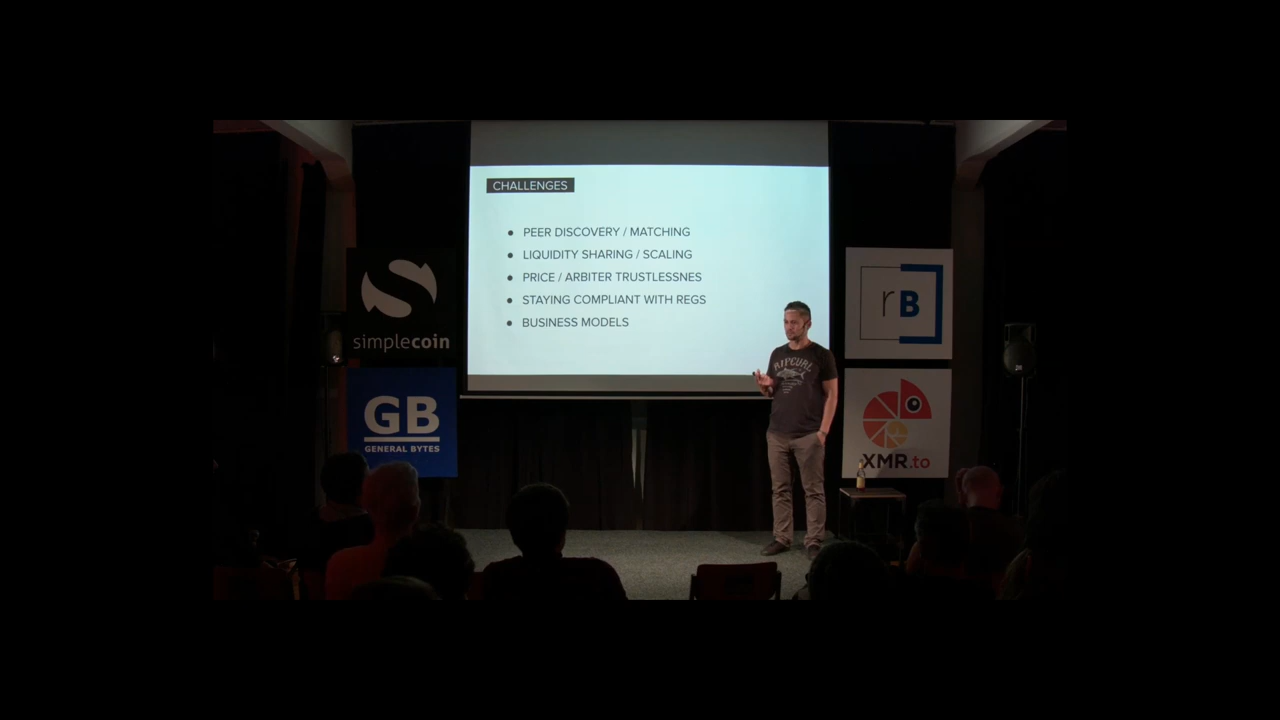 CHALLENGES
● PEER DISCOVERY / MATCHING
● LIQUIDITY SHARING / SCALING
● PRICE / ARBITER TRUSTLESSNES
● STAYING COMPLIANT WITH REGS
● BUSINESS MODELS
simplecoin
GB
GENERAL BYTES
rB
XMR.to
RIPCURL